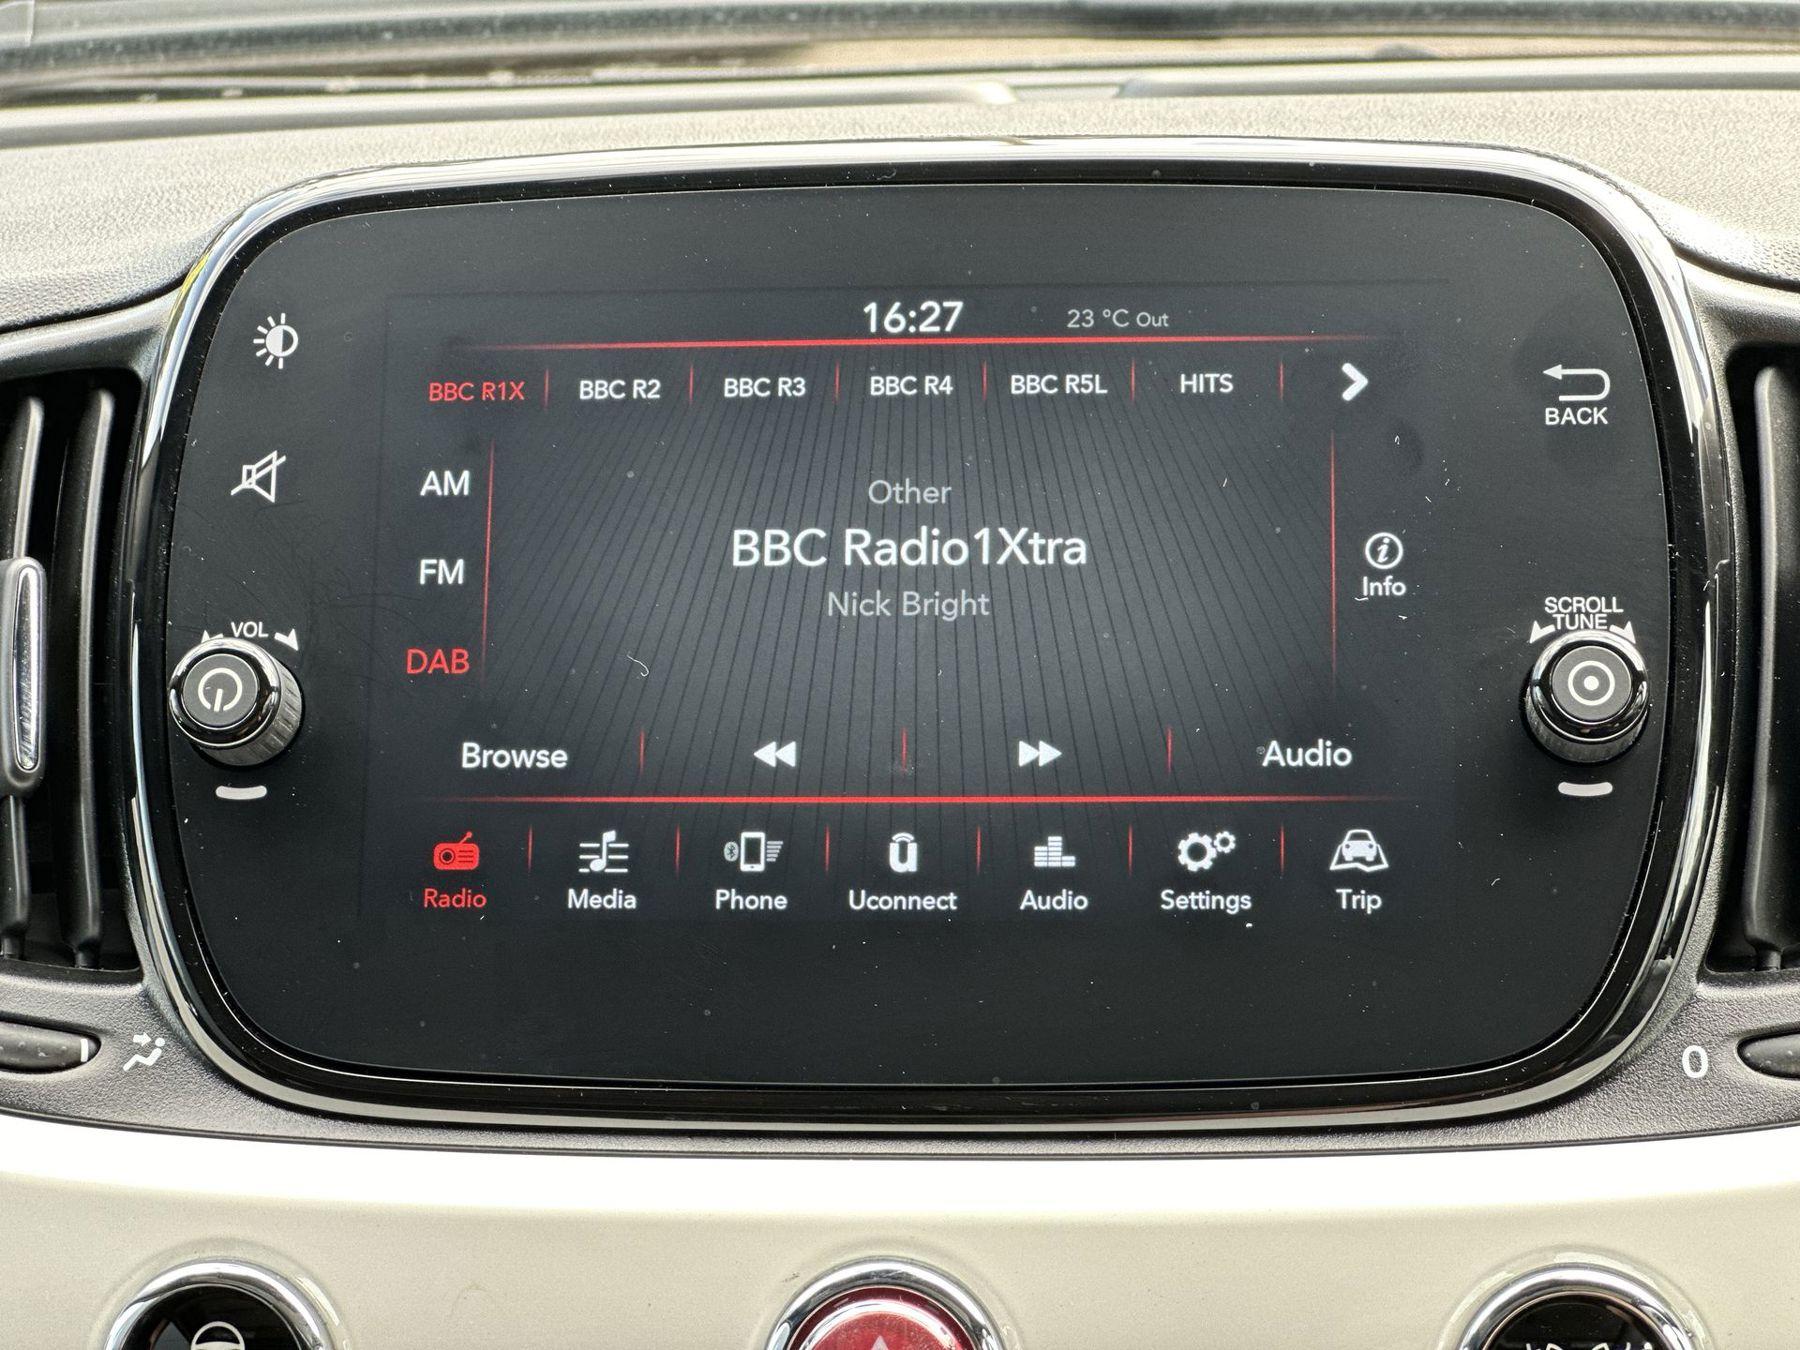 16:27 23 °C Out
BBC R1X BBC R2 BBC R3 BBC R4 BBC R5L HITS
BACK
AM
Other
BBC Radio1Xtra
FM
Info
Nick Bright
VOL
SCROLL
TUNE
DAB
Browse Audio
Radio Media Phone Uconnect Audio Settings Trip
0